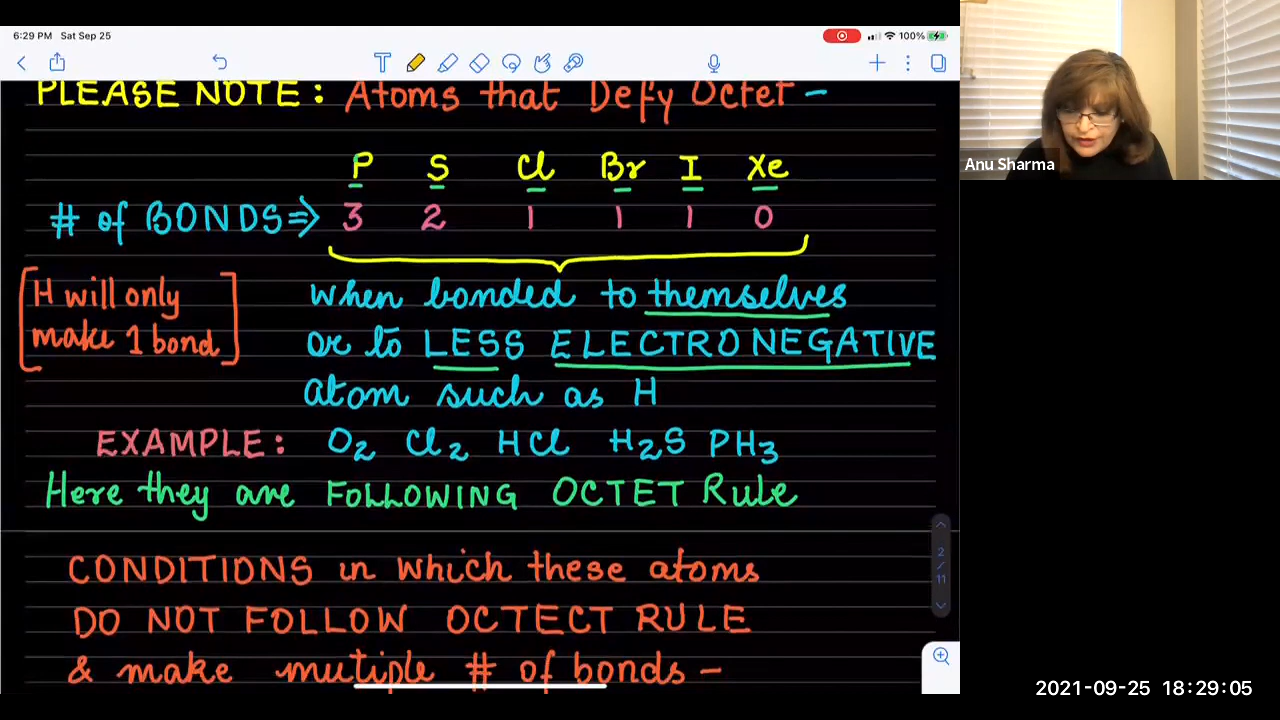 6:29 PM Sat Sep 25
100%
PLEASE NOTE: Atoms that Defy Octet -
P S Cl Br I Xe
# of BONDS ⇒ 3 2 1 1 1 0
[H will only
make 1 bond]
when bonded to themselves
or to LESS ELECTRONEGATIVE
atom such as H
EXAMPLE: O₂ Cl₂ HCl H₂S PH₃
Here they are FOLLOWING OCTET Rule
CONDITIONS in which these atoms
DO NOT FOLLOW OCTECT RULE
& make mutiple # of bonds -
2
/
11
Anu Sharma
2021-09-25 18:29:05